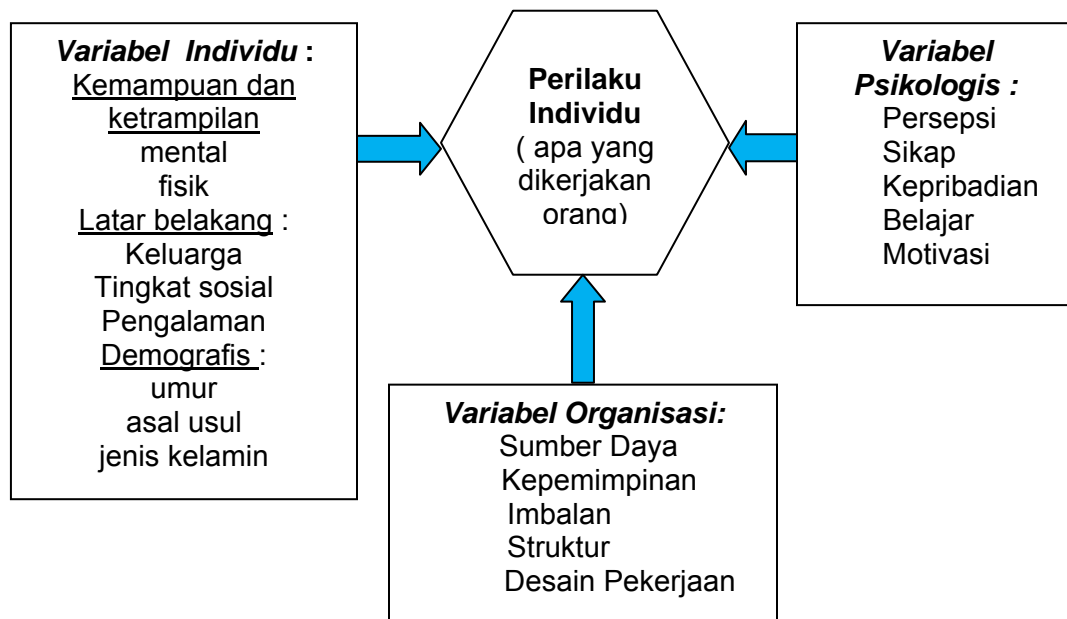 Variabel Individu :
Kemampuan dan
ketrampilan
mental
fisik
Latar belakang :
Keluarga
Tingkat sosial
Pengalaman
Demografis :
umur
asal usul
jenis kelamin
Perilaku
Individu
( apa yang
dikerjakan
orang)
Variabel
Psikologis :
Persepsi
Sikap
Kepribadian
Belajar
Motivasi
Variabel Organisasi:
Sumber Daya
Kepemimpinan
Imbalan
Struktur
Desain Pekerjaan